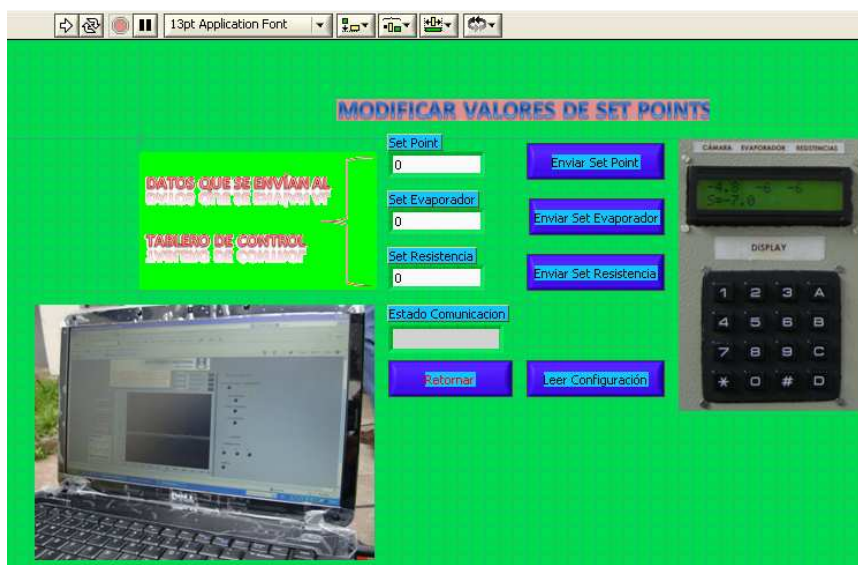 13pt Application Font
MODIFICAR VALORES DE SET POINTS
DATOS QUE SE ENVÍAN AL
TABLERO DE CONTROL
Set Point
0
Enviar Set Point
Set Evaporador
0
Enviar Set Evaporador
Set Resistencia
0
Enviar Set Resistencia
Estado Comunicacion
Retornar
Leer Configuración
CÁMARA EVAPORADOR RESISTENCIAS
-4.8 -6 -6
S=-7.0
DISPLAY
1 2 3 A
4 5 6 B
7 8 9 C
* 0 # D
DELL